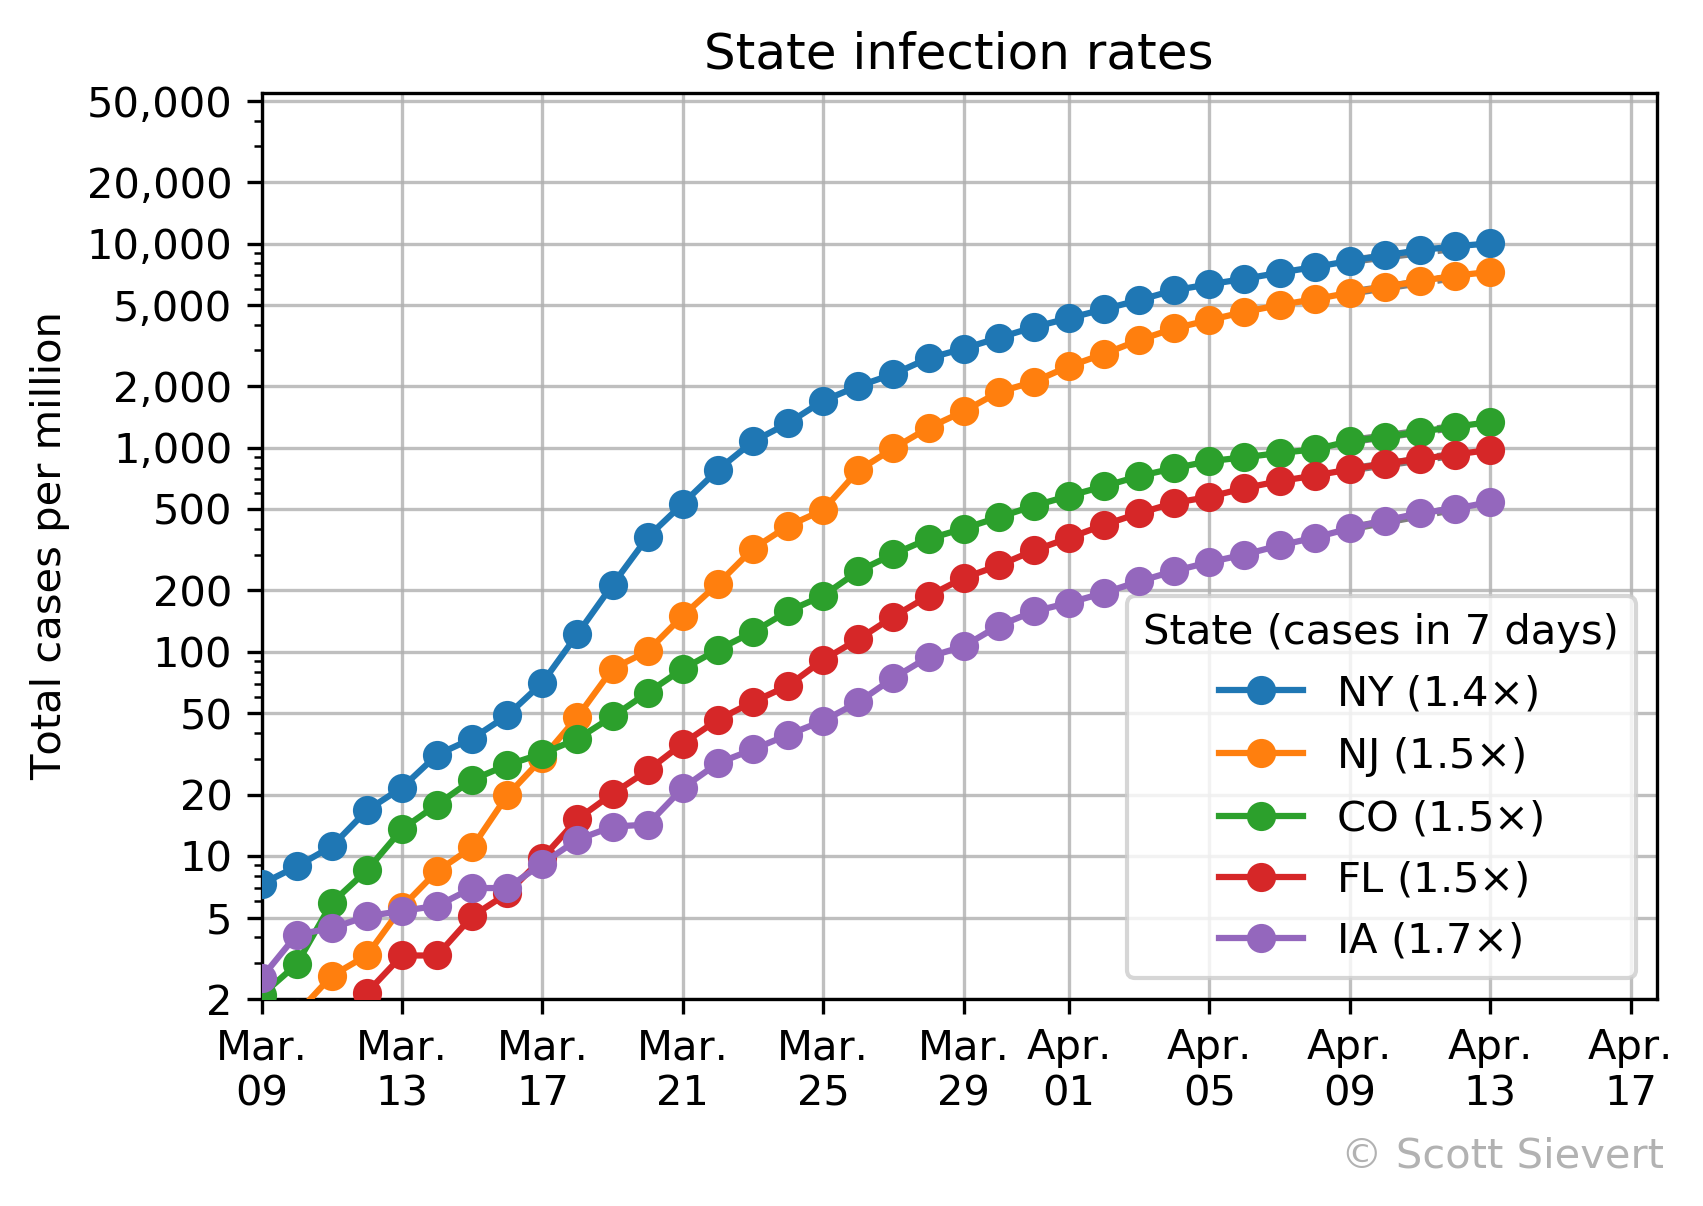 State infection rates
50,000
20,000
10,000
5,000
2,000
1,000
500
200
100
50
20
10
5
2
Total cases per million
State (cases in 7 days)
NY (1.4×)
NJ (1.5×)
CO (1.5×)
FL (1.5×)
IA (1.7×)
Mar. Mar. Mar. Mar. Mar. Mar. Apr. Apr. Apr. Apr. Apr.
09 13 17 21 25 29 01 05 09 13 17
© Scott Sievert